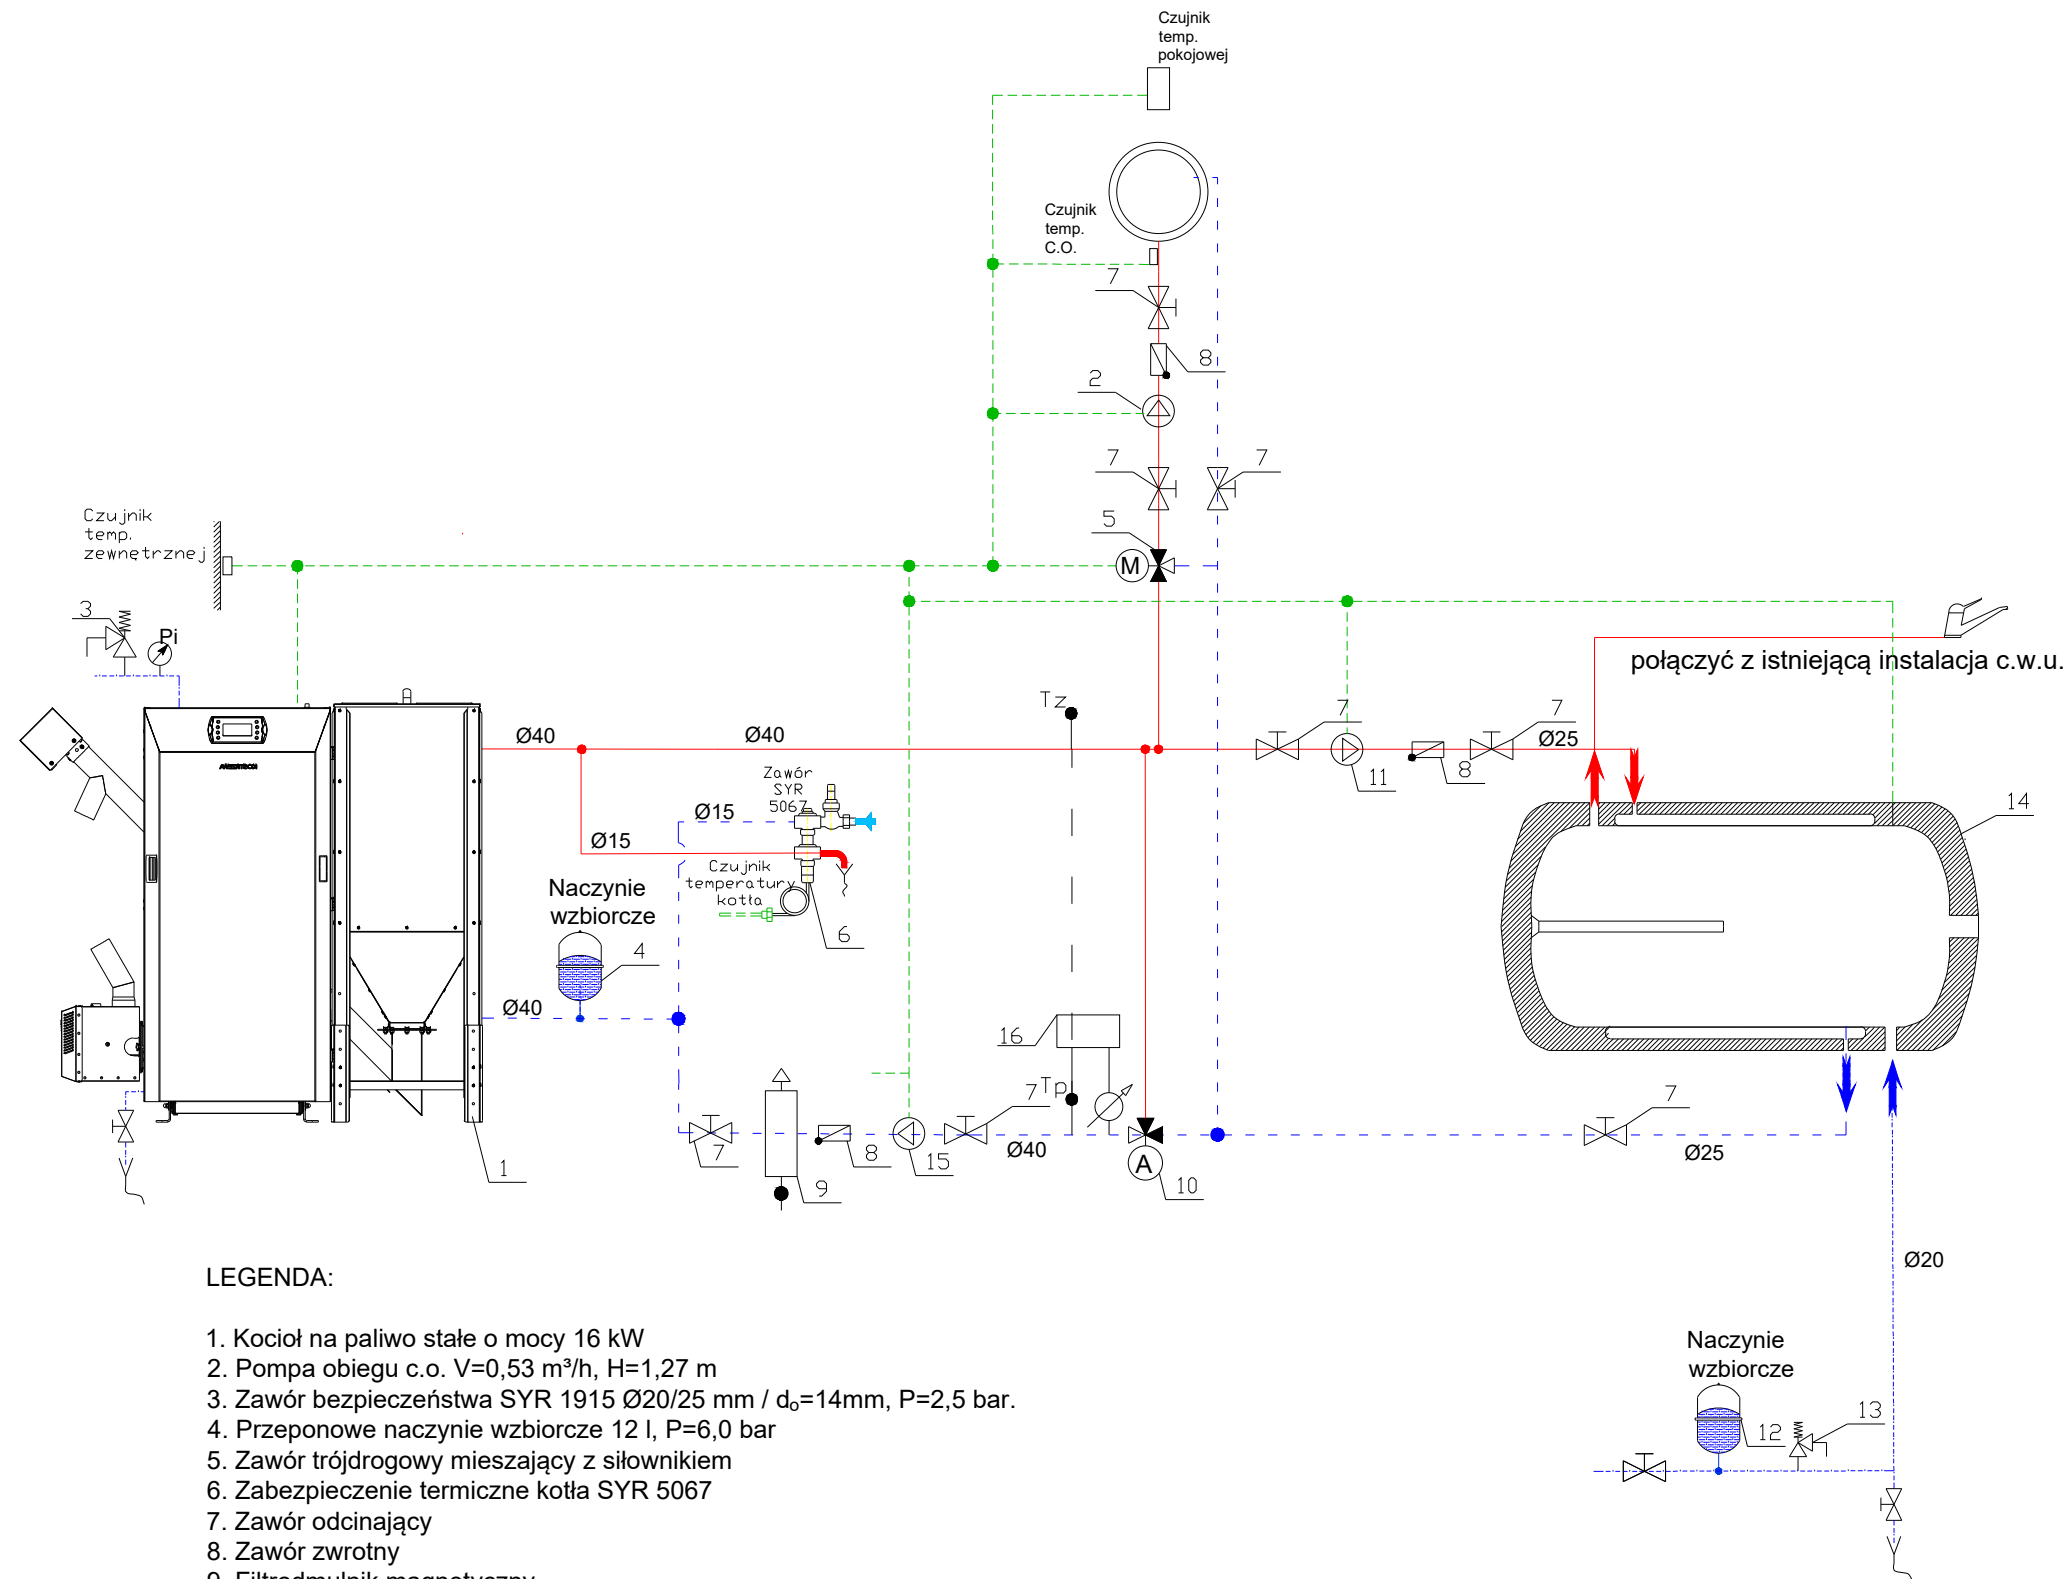 Czujnik
temp.
pokojowej
Czujnik
temp.
C.O.
7
8
2
7
7
5
M
Czujnik
temp.
zewnętrznej
3
Pi
połączyć z istniejącą instalacja c.w.u.
Tz
7
7
Ø40
Ø40
Ø25
8
11
Zawór
SYR
5067
Ø15
Ø15
14
Czujnik
temperatury
kotła
Naczynie
wzbiorcze
6
4
Ø40
16
7
Tp
7
7
8
15
Ø40
A
10
Ø25
1
9
Ø20
LEGENDA:
1. Kocioł na paliwo stałe o mocy 16 kW
2. Pompa obiegu c.o. V=0,53 m³/h, H=1,27 m
3. Zawór bezpieczeństwa SYR 1915 Ø20/25 mm / dₒ=14mm, P=2,5 bar.
4. Przeponowe naczynie wzbiorcze 12 l, P=6,0 bar
5. Zawór trójdrogowy mieszający z siłownikiem
6. Zabezpieczenie termiczne kotła SYR 5067
7. Zawór odcinający
8. Zawór zwrotny
Naczynie
wzbiorcze
12
13